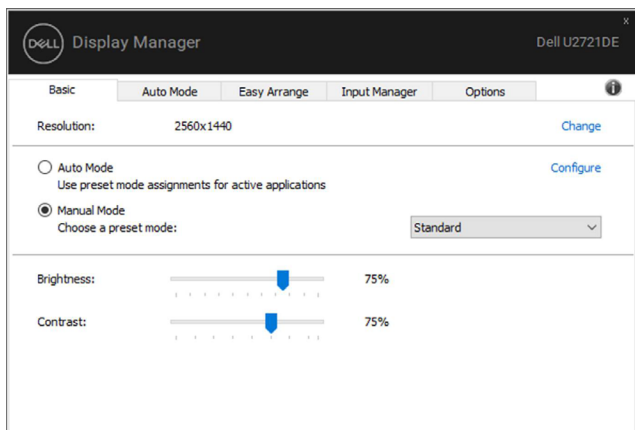 DELL Display Manager Dell U2721DE x
Basic Auto Mode Easy Arrange Input Manager Options i
Resolution: 2560x1440 Change
Auto Mode Configure
Use preset mode assignments for active applications
Manual Mode
Choose a preset mode: Standard
Brightness: 75%
Contrast: 75%